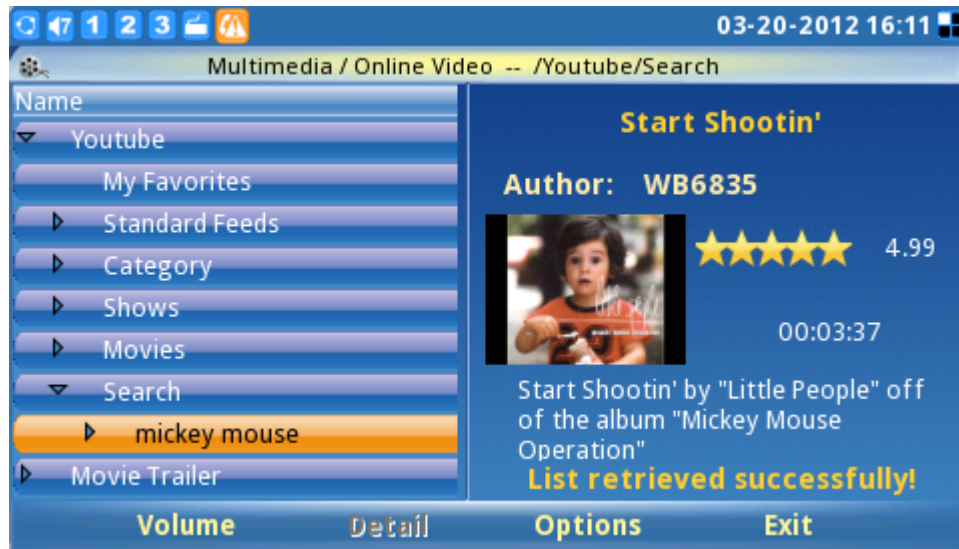 7 1 2 3 03-20-2012 16:11
Multimedia / Online Video -- /Youtube/Search
Name
Youtube
My Favorites
Standard Feeds
Category
Shows
Movies
Search
mickey mouse
Movie Trailer
Start Shootin'
Author: WB6835
4.99
00:03:37
Start Shootin' by "Little People" off
of the album "Mickey Mouse
Operation"
List retrieved successfully!
Volume Detail Options Exit